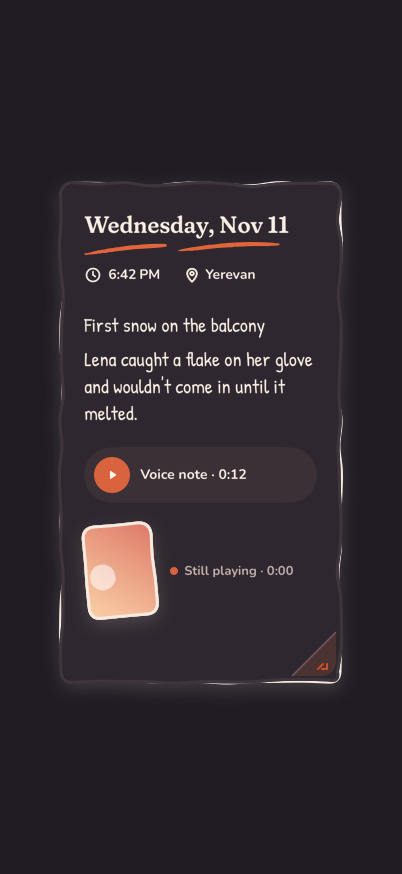 Wednesday, Nov 11
6:42 PM
Yerevan
First snow on the balcony
Lena caught a flake on her glove
and wouldn't come in until it
melted.
Voice note · 0:12
Still playing · 0:00